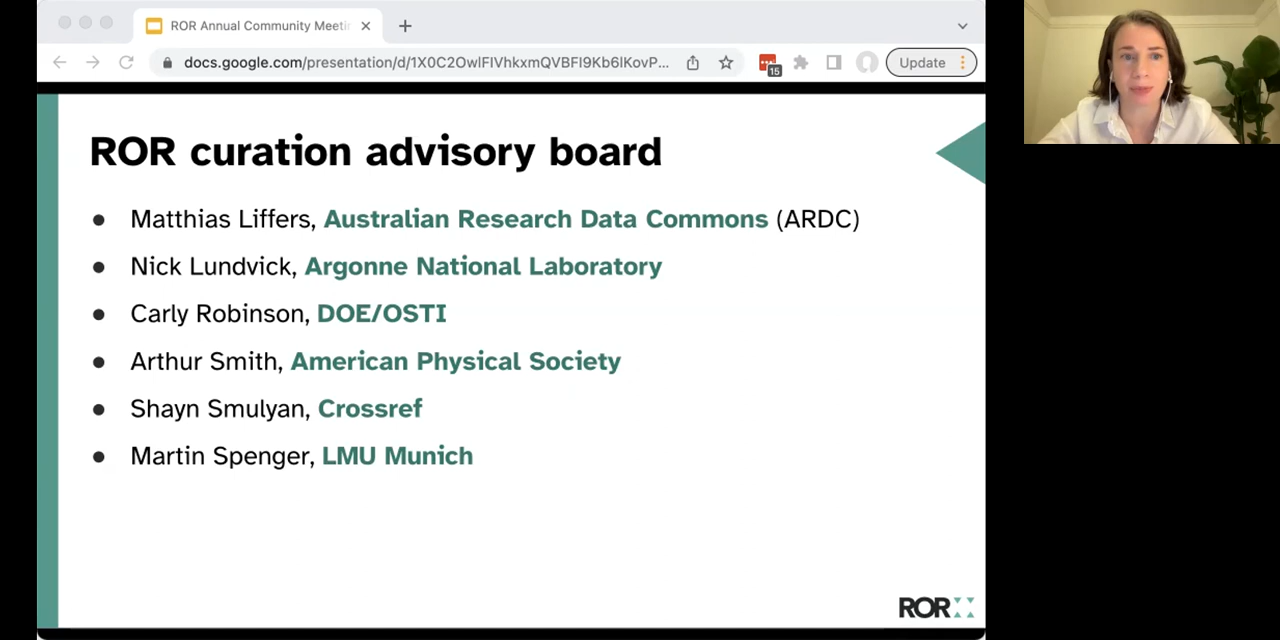 ROR Annual Community Meetin
docs.google.com/presentation/d/1X0C2OwlFIVhkxmQVBFI9Kb6lKovP...
15
Update
ROR curation advisory board
• Matthias Liffers, Australian Research Data Commons (ARDC)
• Nick Lundvick, Argonne National Laboratory
• Carly Robinson, DOE/OSTI
• Arthur Smith, American Physical Society
• Shayn Smulyan, Crossref
• Martin Spenger, LMU Munich
ROR